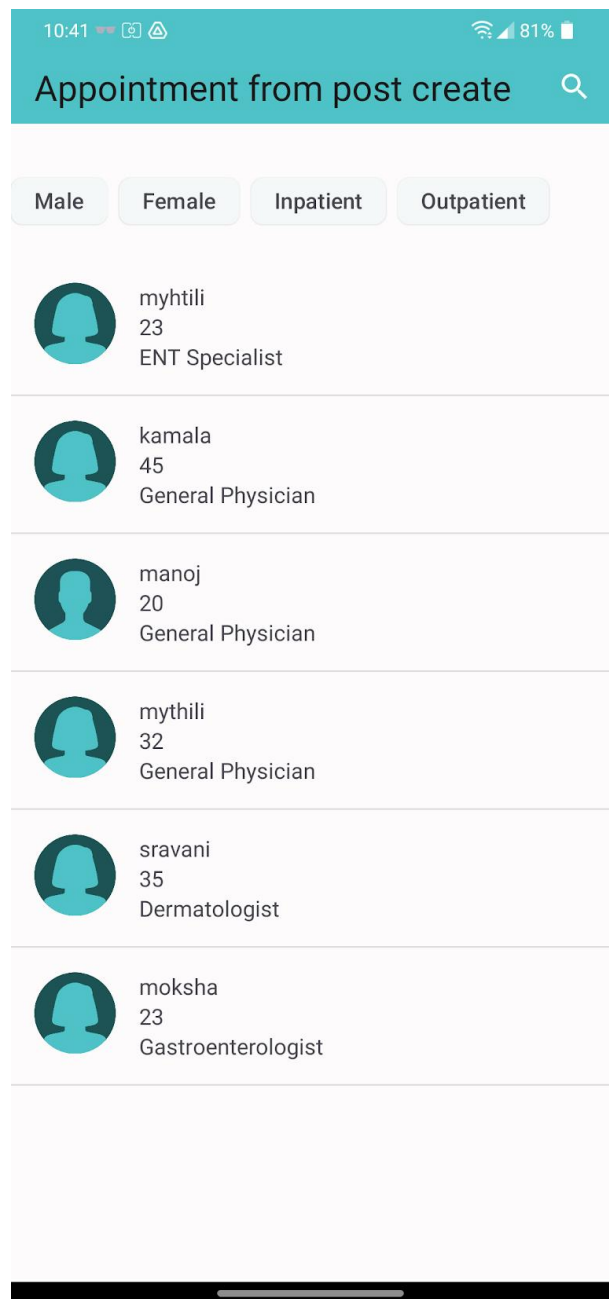 10:41 81%
Appointment from post create
Male Female Inpatient Outpatient
myhtili
23
ENT Specialist
kamala
45
General Physician
manoj
20
General Physician
mythili
32
General Physician
sravani
35
Dermatologist
moksha
23
Gastroenterologist